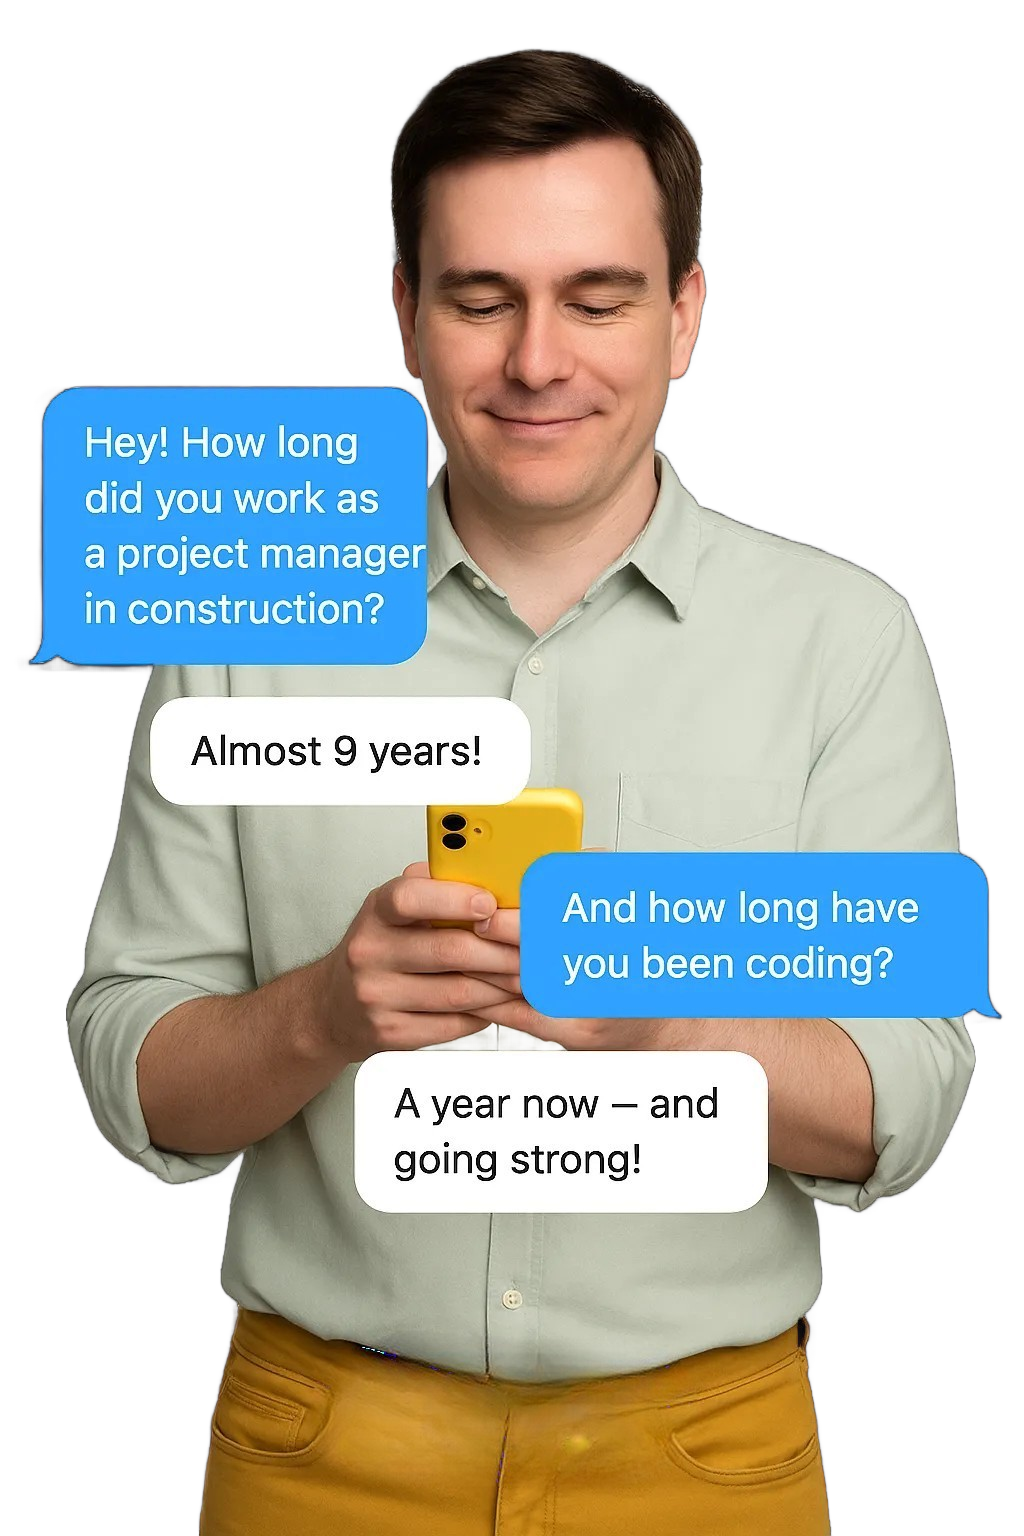 Hey! How long
did you work as
a project manager
in construction?
Almost 9 years!
And how long have
you been coding?
A year now – and
going strong!